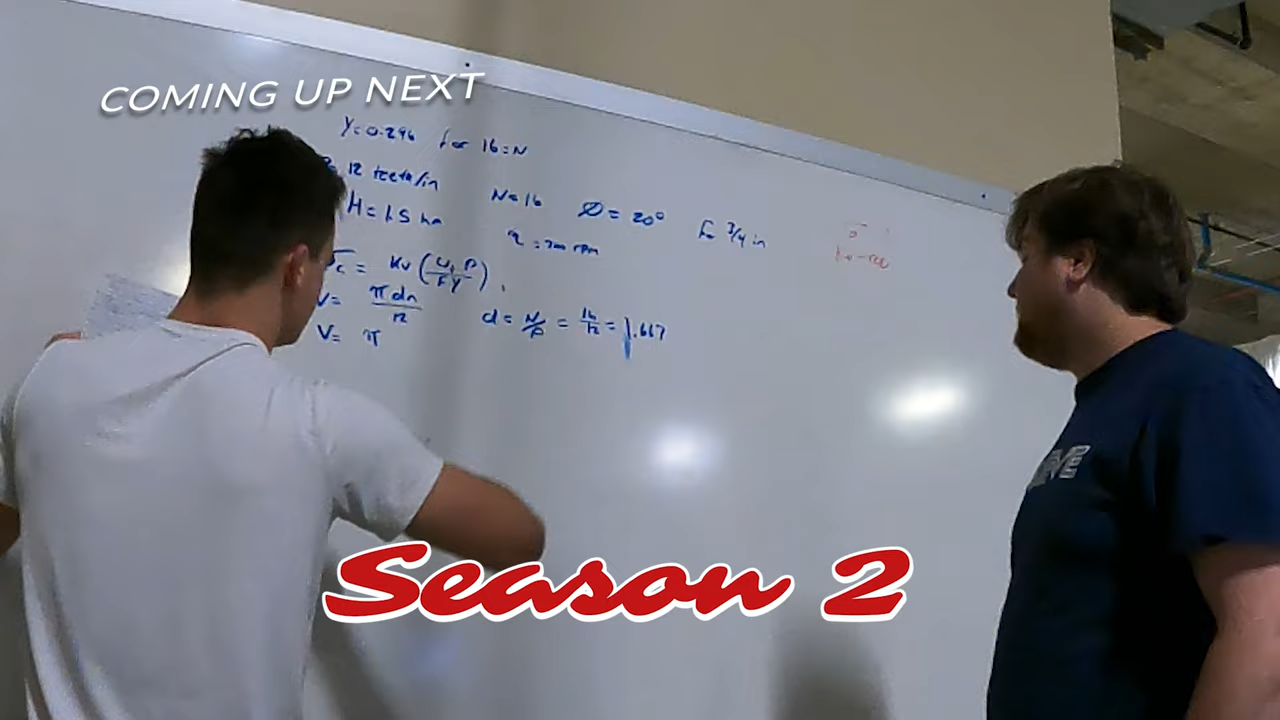 COMING UP NEXT
Y=0.296 for 16=N
12 teeth/in
N=16 Ø = 20° for 3/4 in
H=1.5 hp
n = 700 rpm
σc = Kv (Wt P / F Y)
V= πdn/12 d = N/P = 16/12 = 1.667
V= π
Season 2